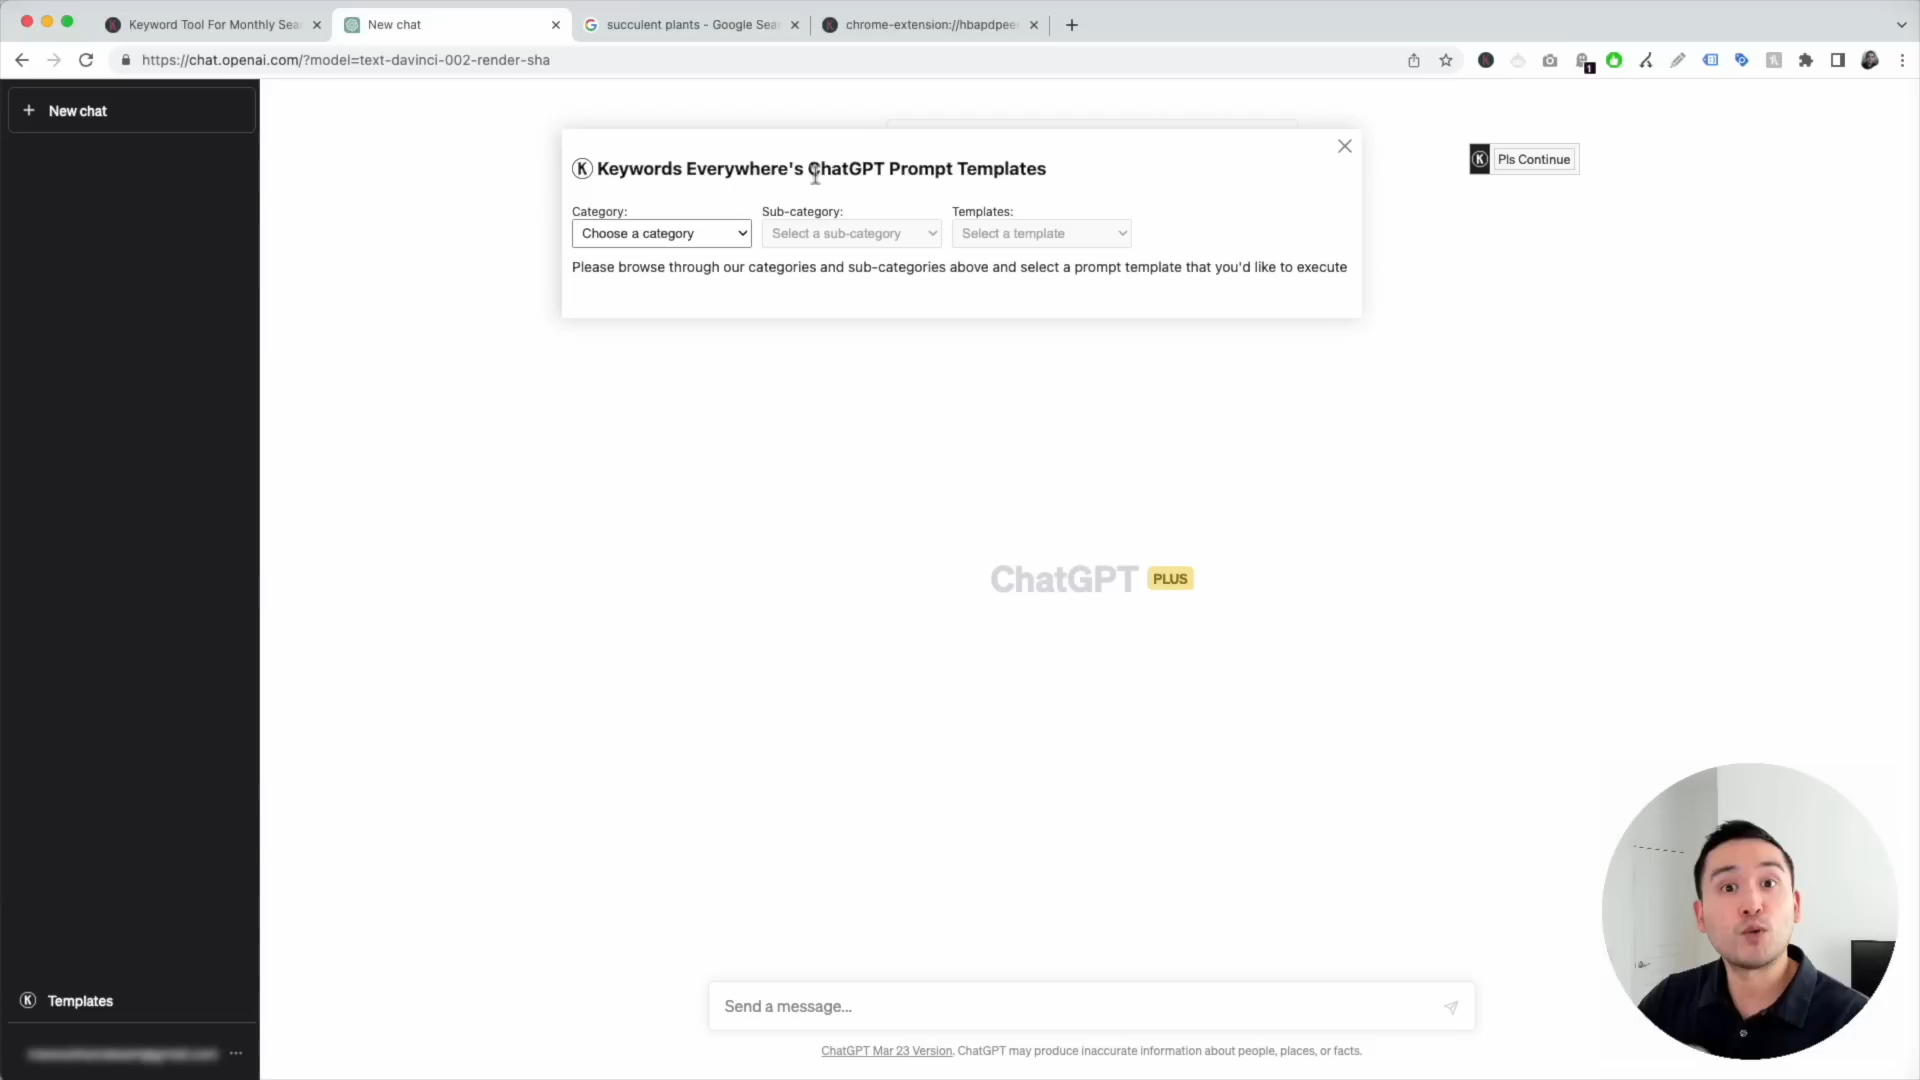 Keyword Tool For Monthly Sea
New chat
succulent plants - Google Sea
chrome-extension://hbapdpee
https://chat.openai.com/?model=text-davinci-002-render-sha
1
+ New chat
K Keywords Everywhere's ChatGPT Prompt Templates
K Pls Continue
Category: Sub-category: Templates:
Choose a category Select a sub-category Select a template
Please browse through our categories and sub-categories above and select a prompt template that you'd like to execute
ChatGPT PLUS
K Templates
Send a message...
ChatGPT Mar 23 Version. ChatGPT may produce inaccurate information about people, places, or facts.